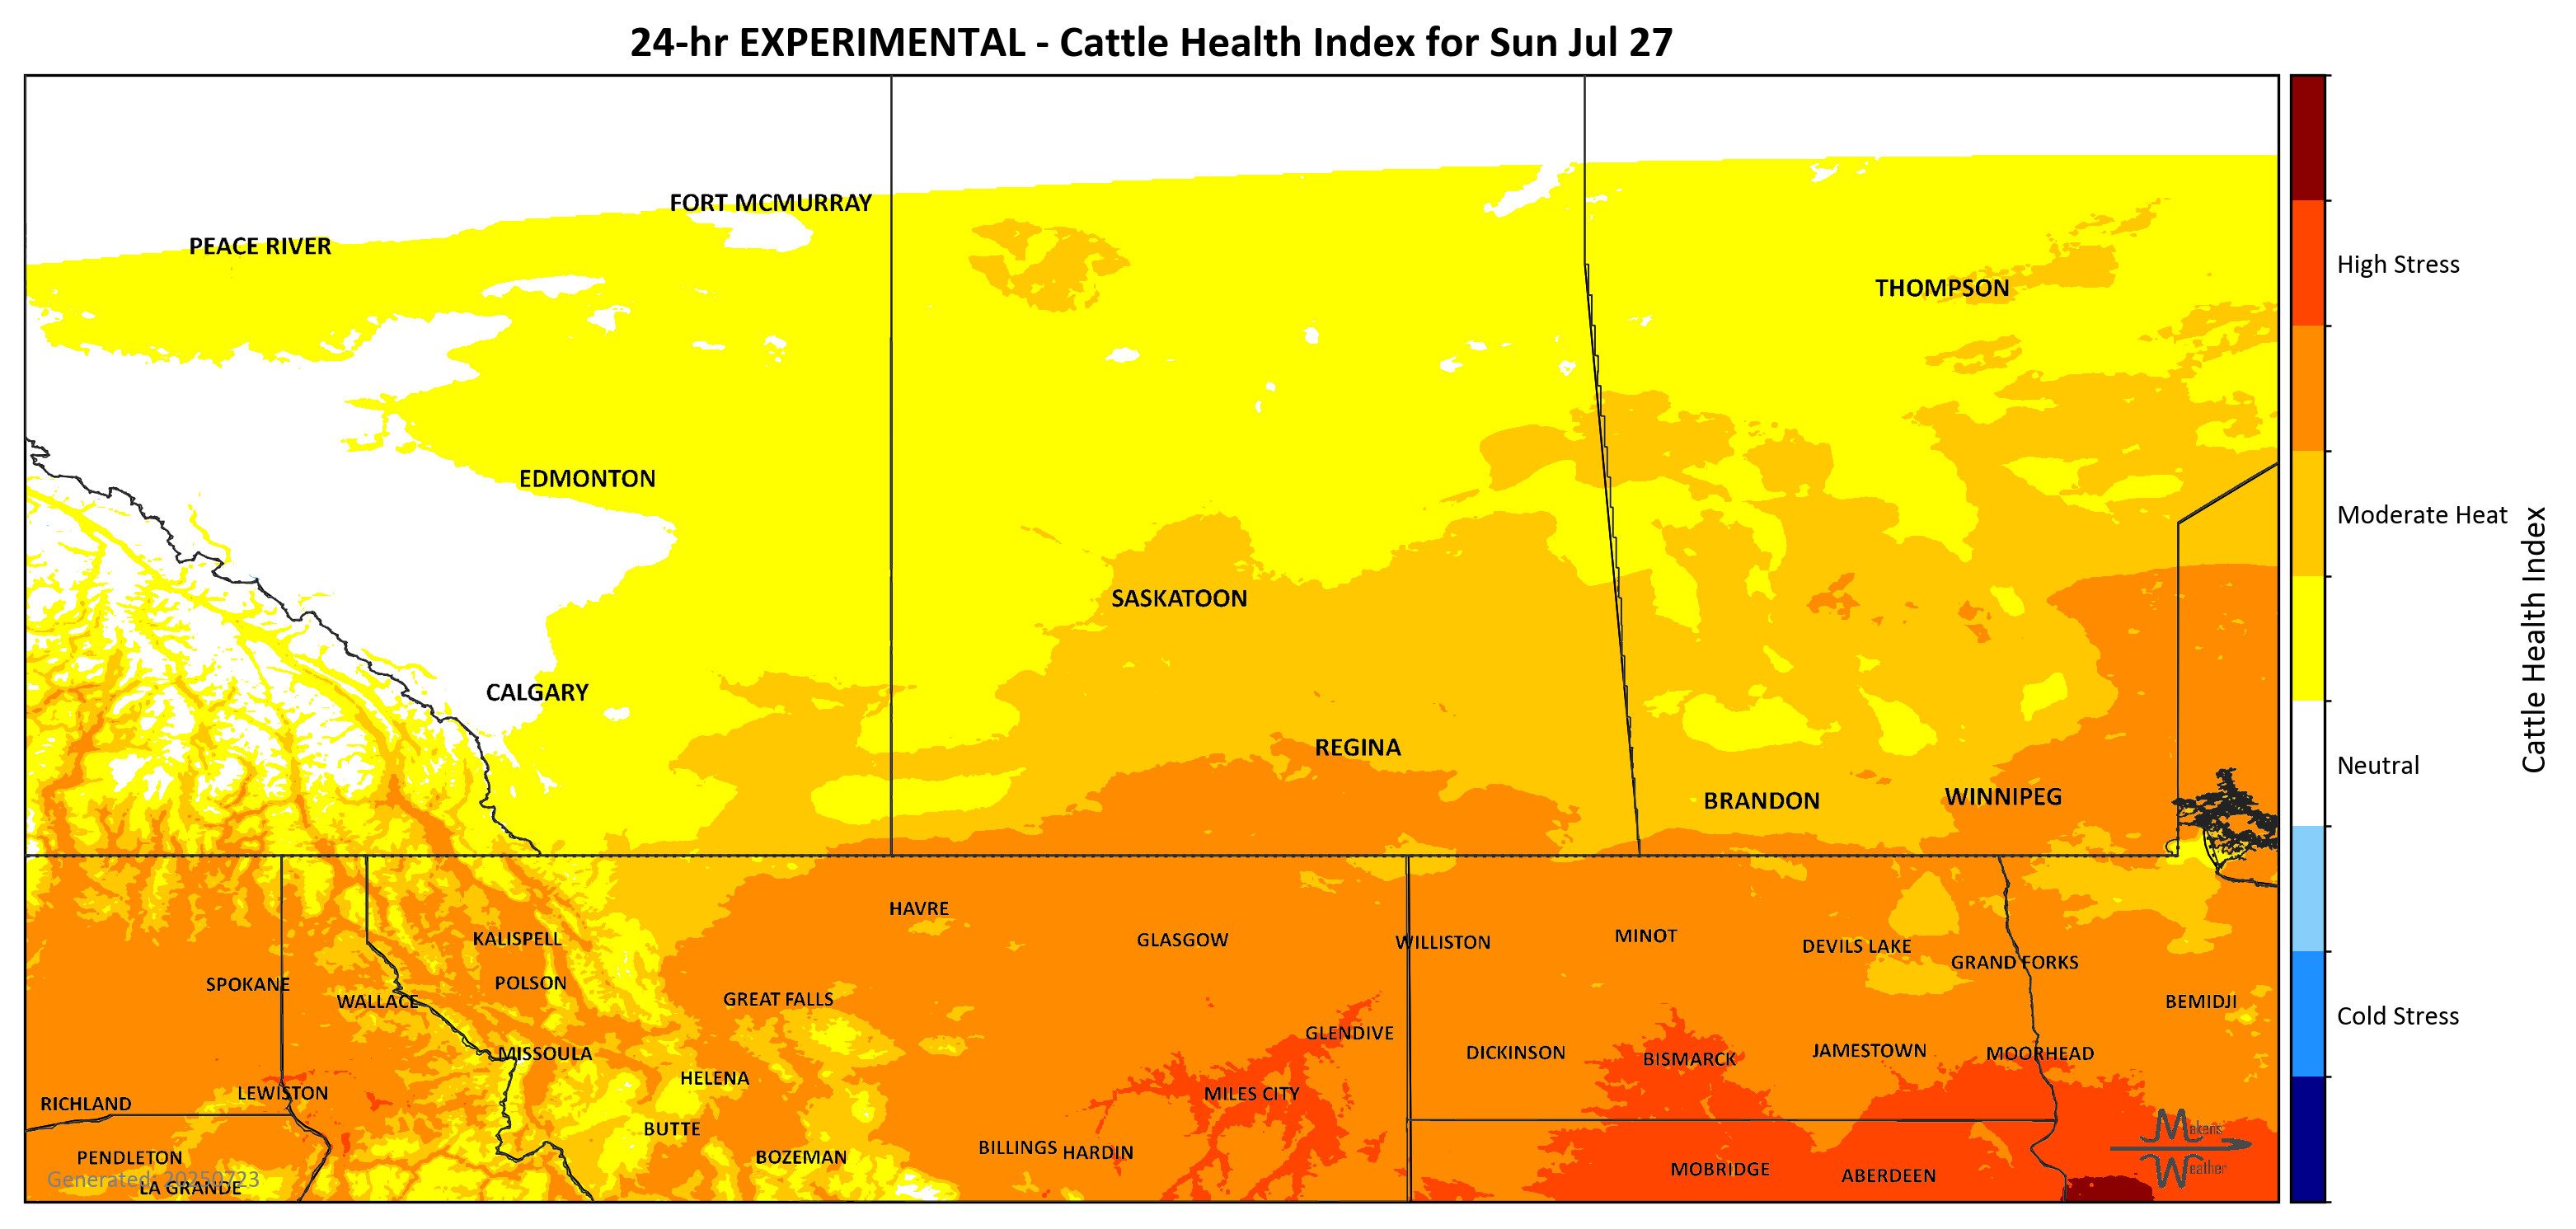 24-hr EXPERIMENTAL - Cattle Health Index for Sun Jul 27
FORT MCMURRAY
PEACE RIVER
THOMPSON
EDMONTON
SASKATOON
CALGARY
REGINA
BRANDON
WINNIPEG
HAVRE
GLASGOW
WILLISTON
MINOT
DEVILS LAKE
GRAND FORKS
KALISPELL
SPOKANE
POLSON
WALLACE
GREAT FALLS
BEMIDJI
GLENDIVE
MISSOULA
DICKINSON
BISMARCK
JAMESTOWN
MOORHEAD
HELENA
LEWISTON
MILES CITY
RICHLAND
BUTTE
BILLINGS
HARDIN
PENDLETON
BOZEMAN
MOBRIDGE
ABERDEEN
LA GRANDE
Generated: 20250723
Makens
Weather
High Stress
Moderate Heat
Neutral
Cold Stress
Cattle Health Index